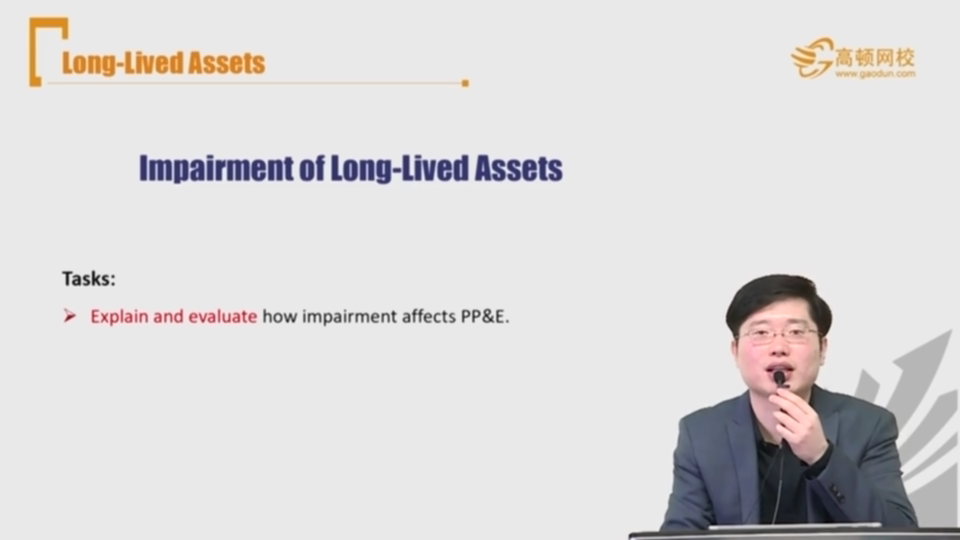 Long-Lived Assets
高顿网校
www.gaodun.com
Impairment of Long-Lived Assets
Tasks:
Explain and evaluate how impairment affects PP&E.